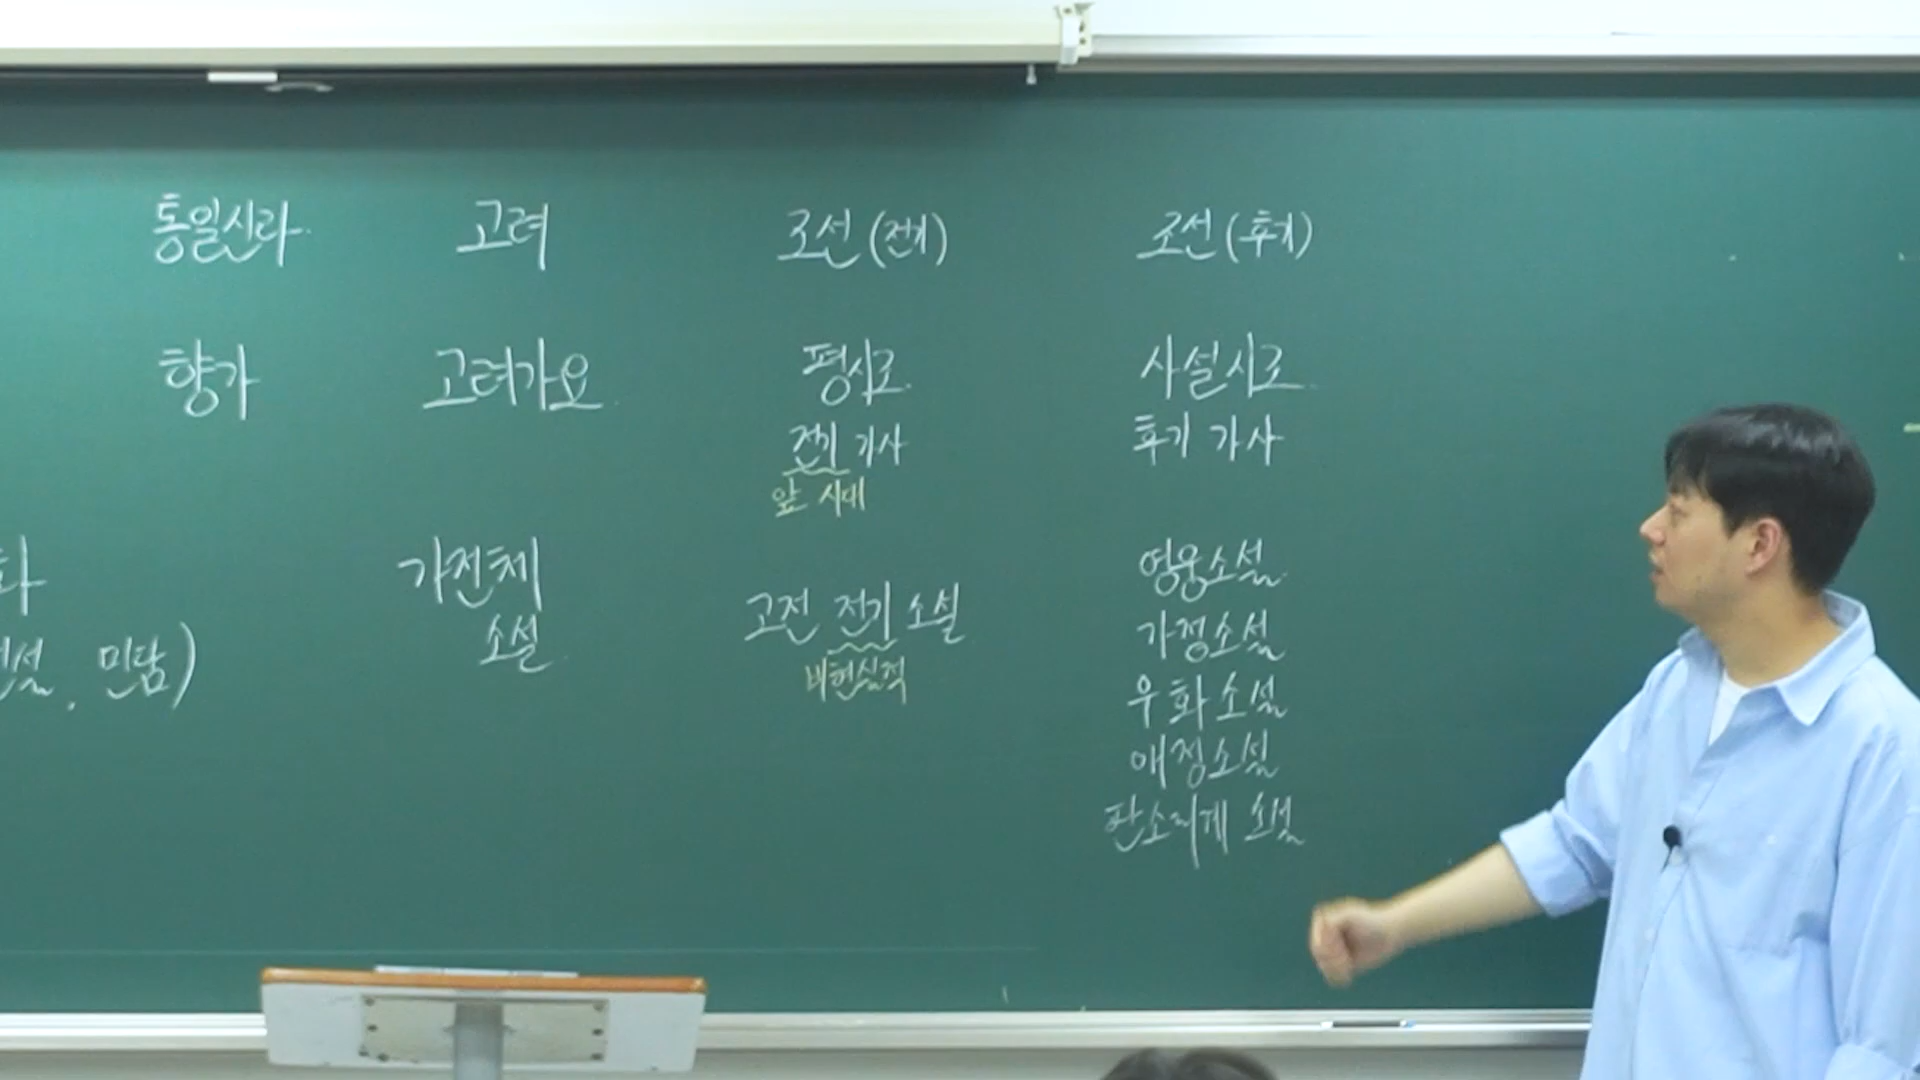 통일신라 고려 조선(전기) 조선(후기)
향가 고려가요 평시조 사설시조
전기 가사 후기 가사
앞 시대
화 가전체 소설
설, 민담)
고전 전기 소설
비현실적
영웅소설
가정소설
우화소설
애정소설
판소리계 소설